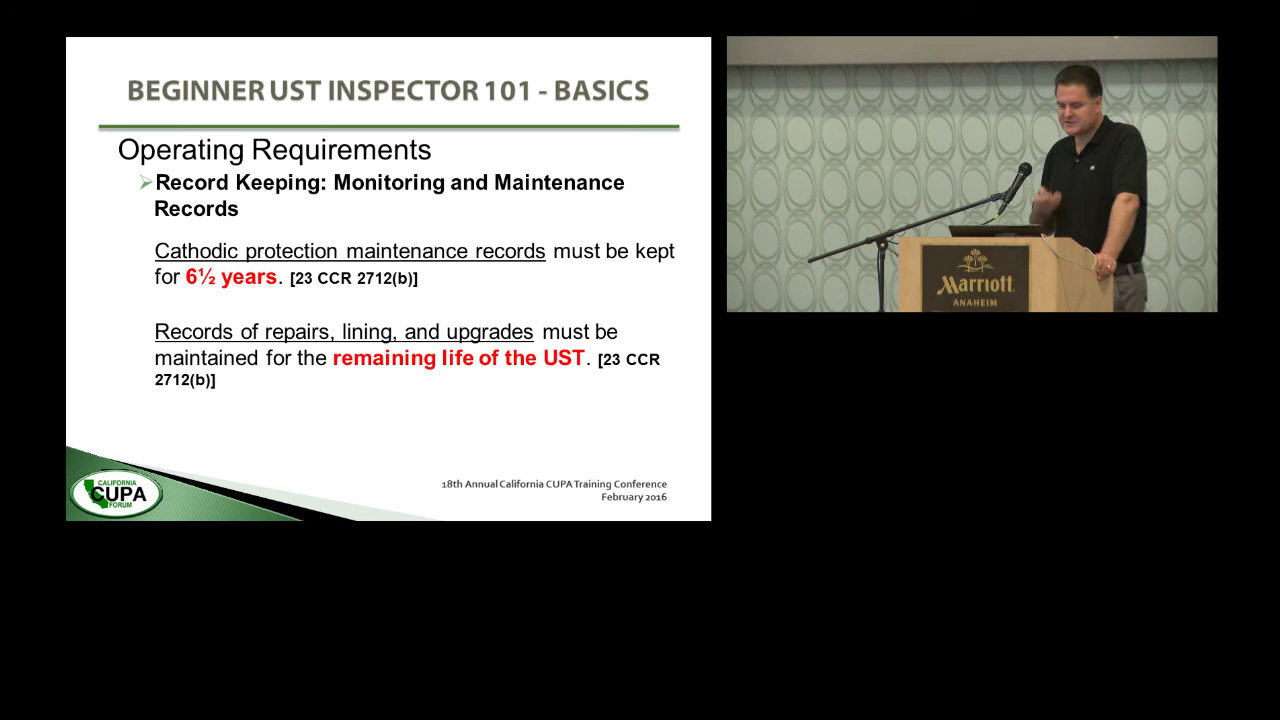 BEGINNER UST INSPECTOR 101 - BASICS
Operating Requirements
Record Keeping: Monitoring and Maintenance
Records
Cathodic protection maintenance records must be kept
for 6½ years. [23 CCR 2712(b)]
Records of repairs, lining, and upgrades must be
maintained for the remaining life of the UST. [23 CCR
2712(b)]
18th Annual California CUPA Training Conference
February 2016
CALIFORNIA
CUPA
FORUM
Marriott
ANAHEIM